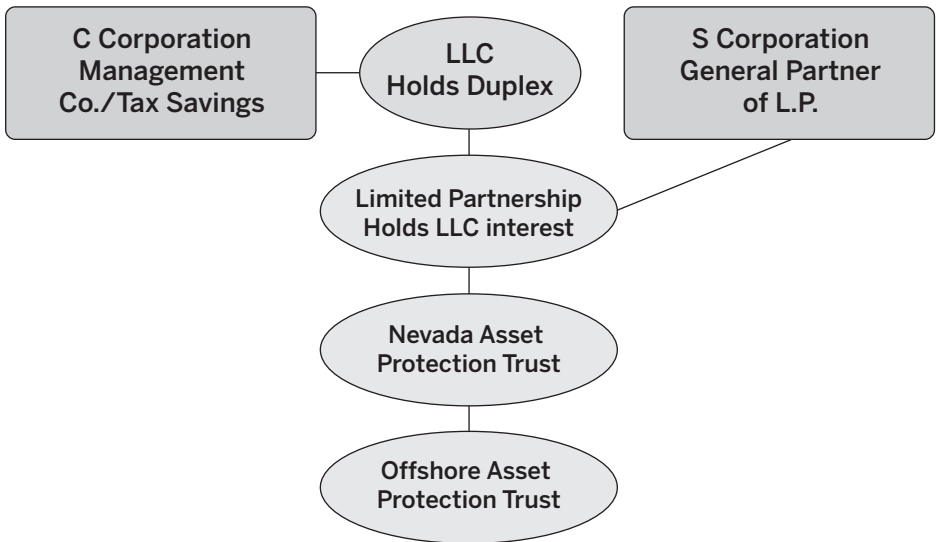 C Corporation
Management
Co./Tax Savings
LLC
Holds Duplex
S Corporation
General Partner
of L.P.
Limited Partnership
Holds LLC interest
Nevada Asset
Protection Trust
Offshore Asset
Protection Trust